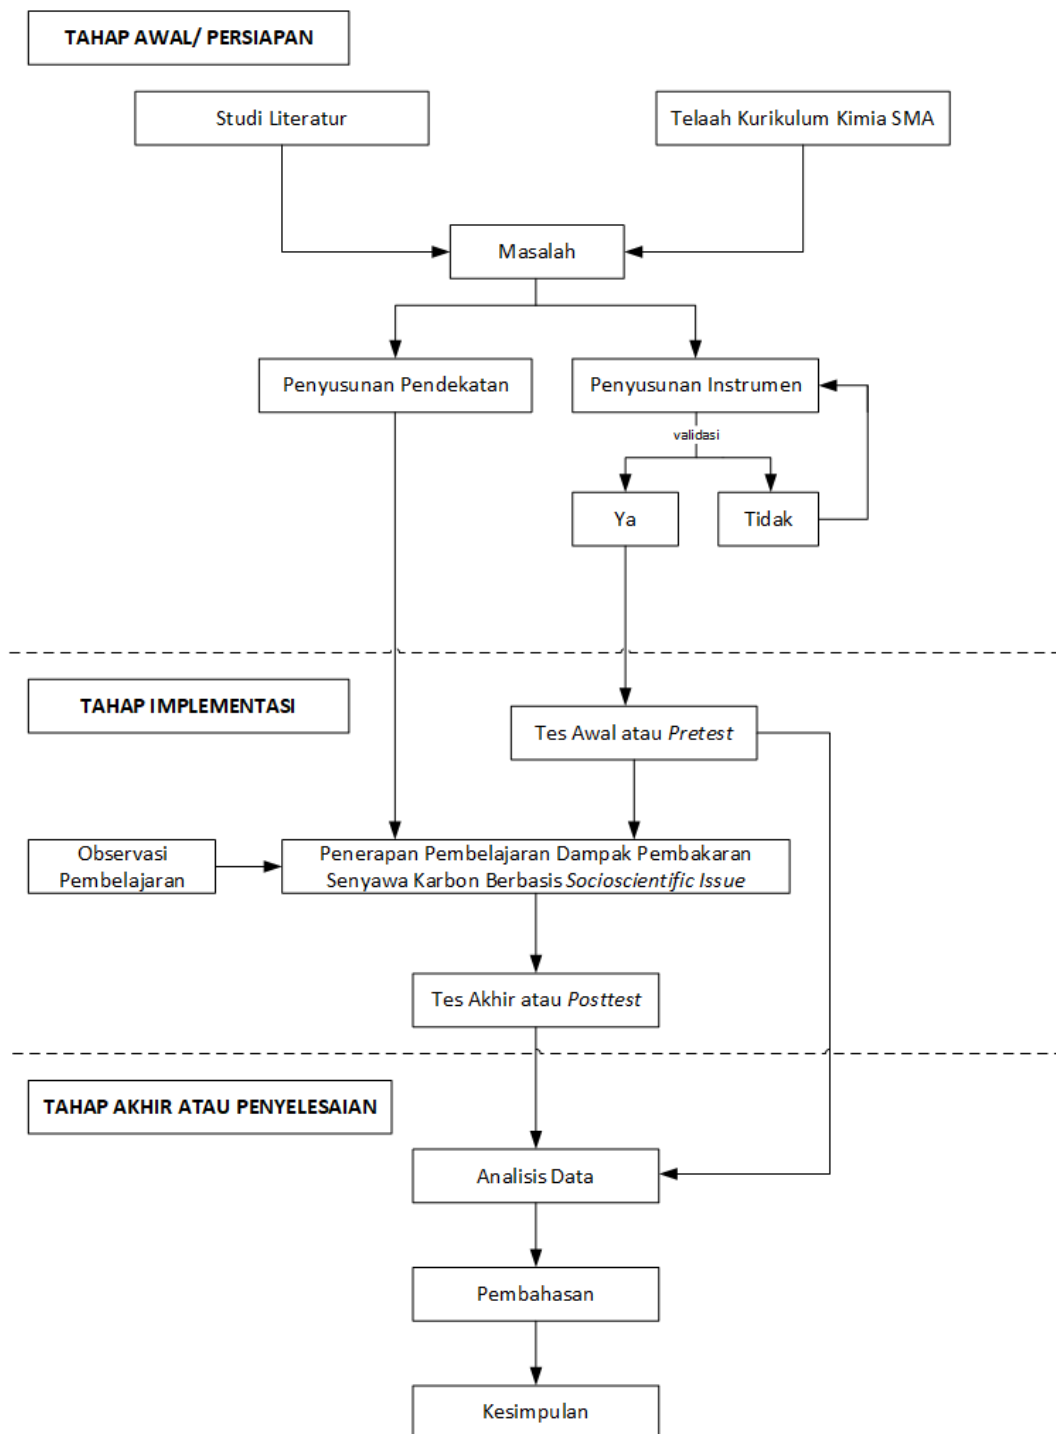 TAHAP AWAL/ PERSIAPAN
Studi Literatur
Telaah Kurikulum Kimia SMA
Masalah
Penyusunan Pendekatan
Penyusunan Instrumen
validasi
Ya
Tidak
TAHAP IMPLEMENTASI
Tes Awal atau Pretest
Observasi
Pembelajaran
Penerapan Pembelajaran Dampak Pembakaran
Senyawa Karbon Berbasis Socioscientific Issue
Tes Akhir atau Posttest
TAHAP AKHIR ATAU PENYELESAIAN
Analisis Data
Pembahasan
Kesimpulan